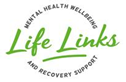 MENTAL HEALTH WELLBEING
Life Links
AND RECOVERY SUPPORT